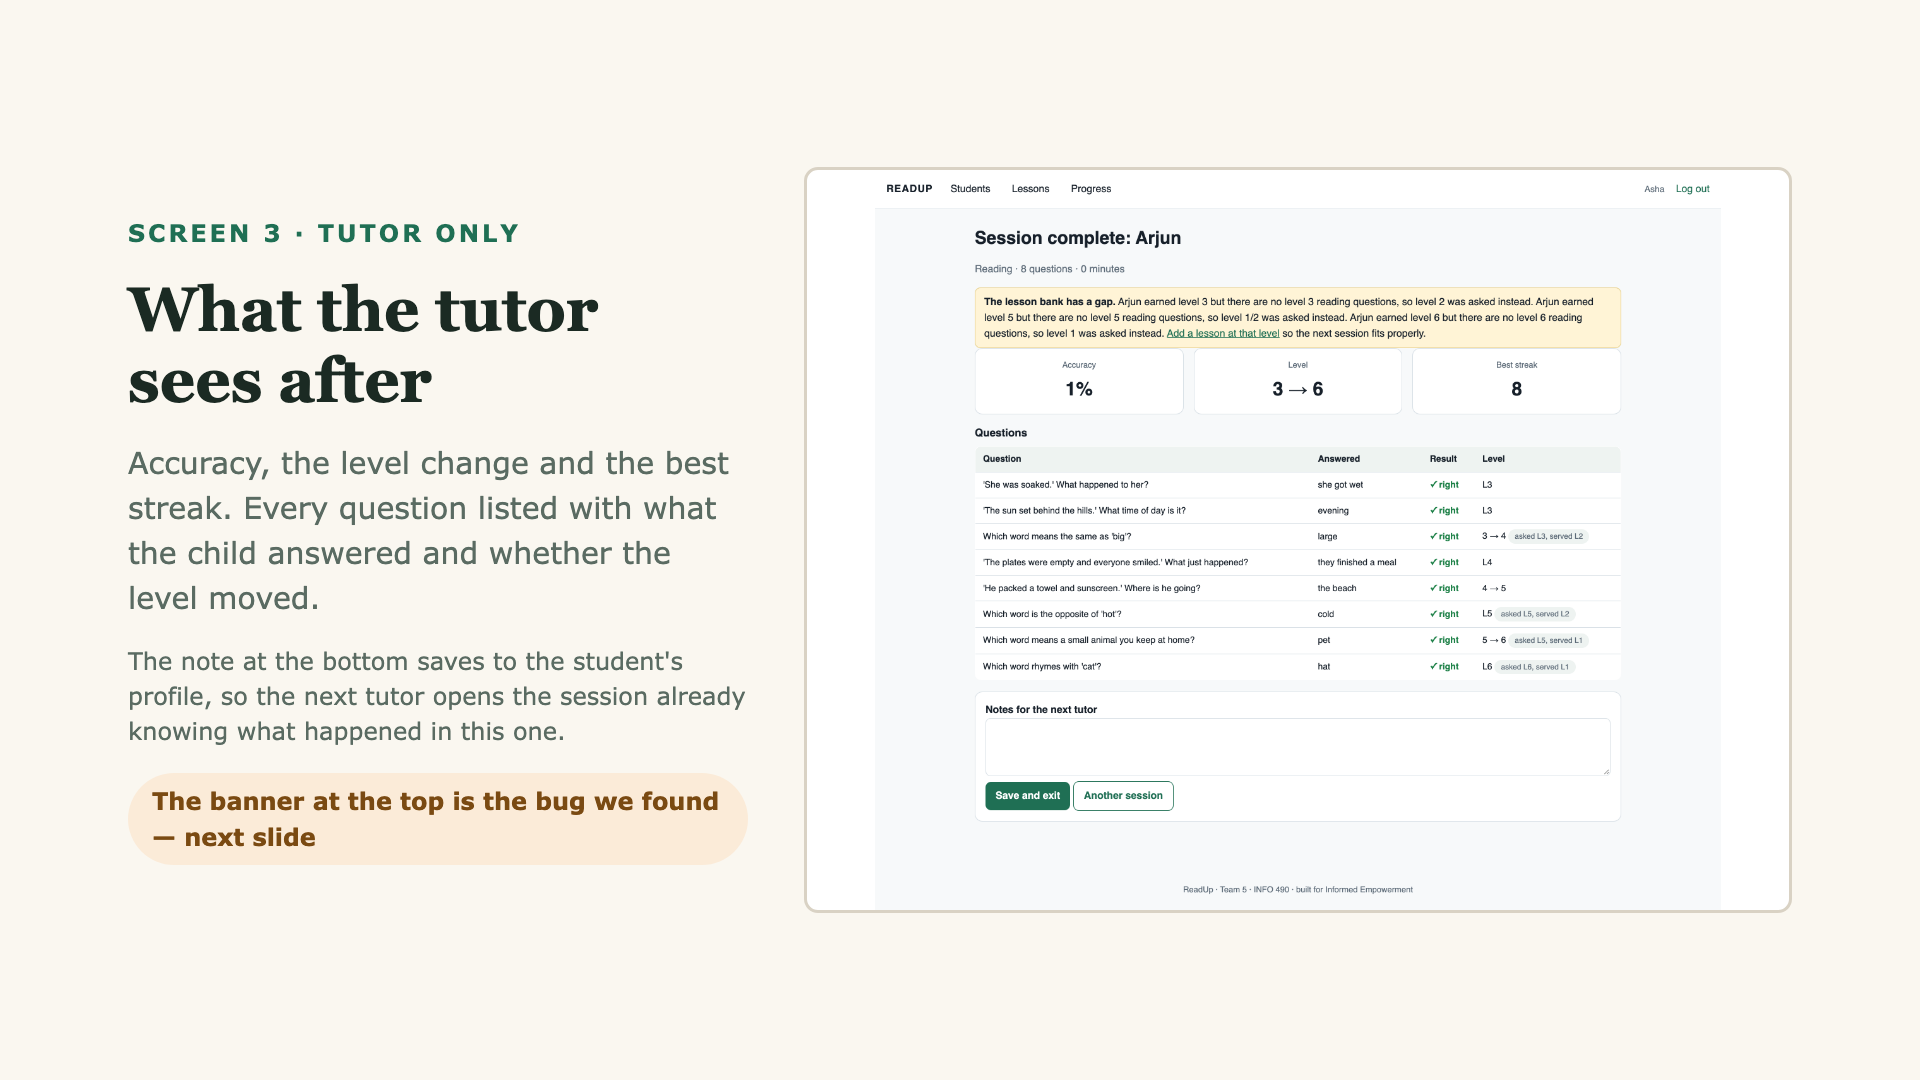 SCREEN 3 · TUTOR ONLY
What the tutor
sees after
Accuracy, the level change and the best
streak. Every question listed with what
the child answered and whether the
level moved.
The note at the bottom saves to the student's
profile, so the next tutor opens the session already
knowing what happened in this one.
The banner at the top is the bug we found
— next slide
READUP Students Lessons Progress Asha Log out
Session complete: Arjun
Reading · 8 questions · 0 minutes
The lesson bank has a gap. Arjun earned level 3 but there are no level 3 reading questions, so level 2 was asked instead. Arjun earned
level 5 but there are no level 5 reading questions, so level 1/2 was asked instead. Arjun earned level 6 but there are no level 6 reading
questions, so level 1 was asked instead. Add a lesson at that level so the next session fits properly.
Accuracy Level Best streak
1% 3 → 6 8
Questions
Question Answered Result Level
'She was soaked.' What happened to her? she got wet ✓ right L3
'The sun set behind the hills.' What time of day is it? evening ✓ right L3
Which word means the same as 'big'? large ✓ right 3 → 4 asked L3, served L2
'The plates were empty and everyone smiled.' What just happened? they finished a meal ✓ right L4
'He packed a towel and sunscreen.' Where is he going? the beach ✓ right 4 → 5
Which word is the opposite of 'hot'? cold ✓ right L5 asked L5, served L2
Which word means a small animal you keep at home? pet ✓ right 5 → 6 asked L5, served L1
Which word rhymes with 'cat'? hat ✓ right L6 asked L6, served L1
Notes for the next tutor
Save and exit Another session
ReadUp · Team 5 · INFO 490 · built for Informed Empowerment